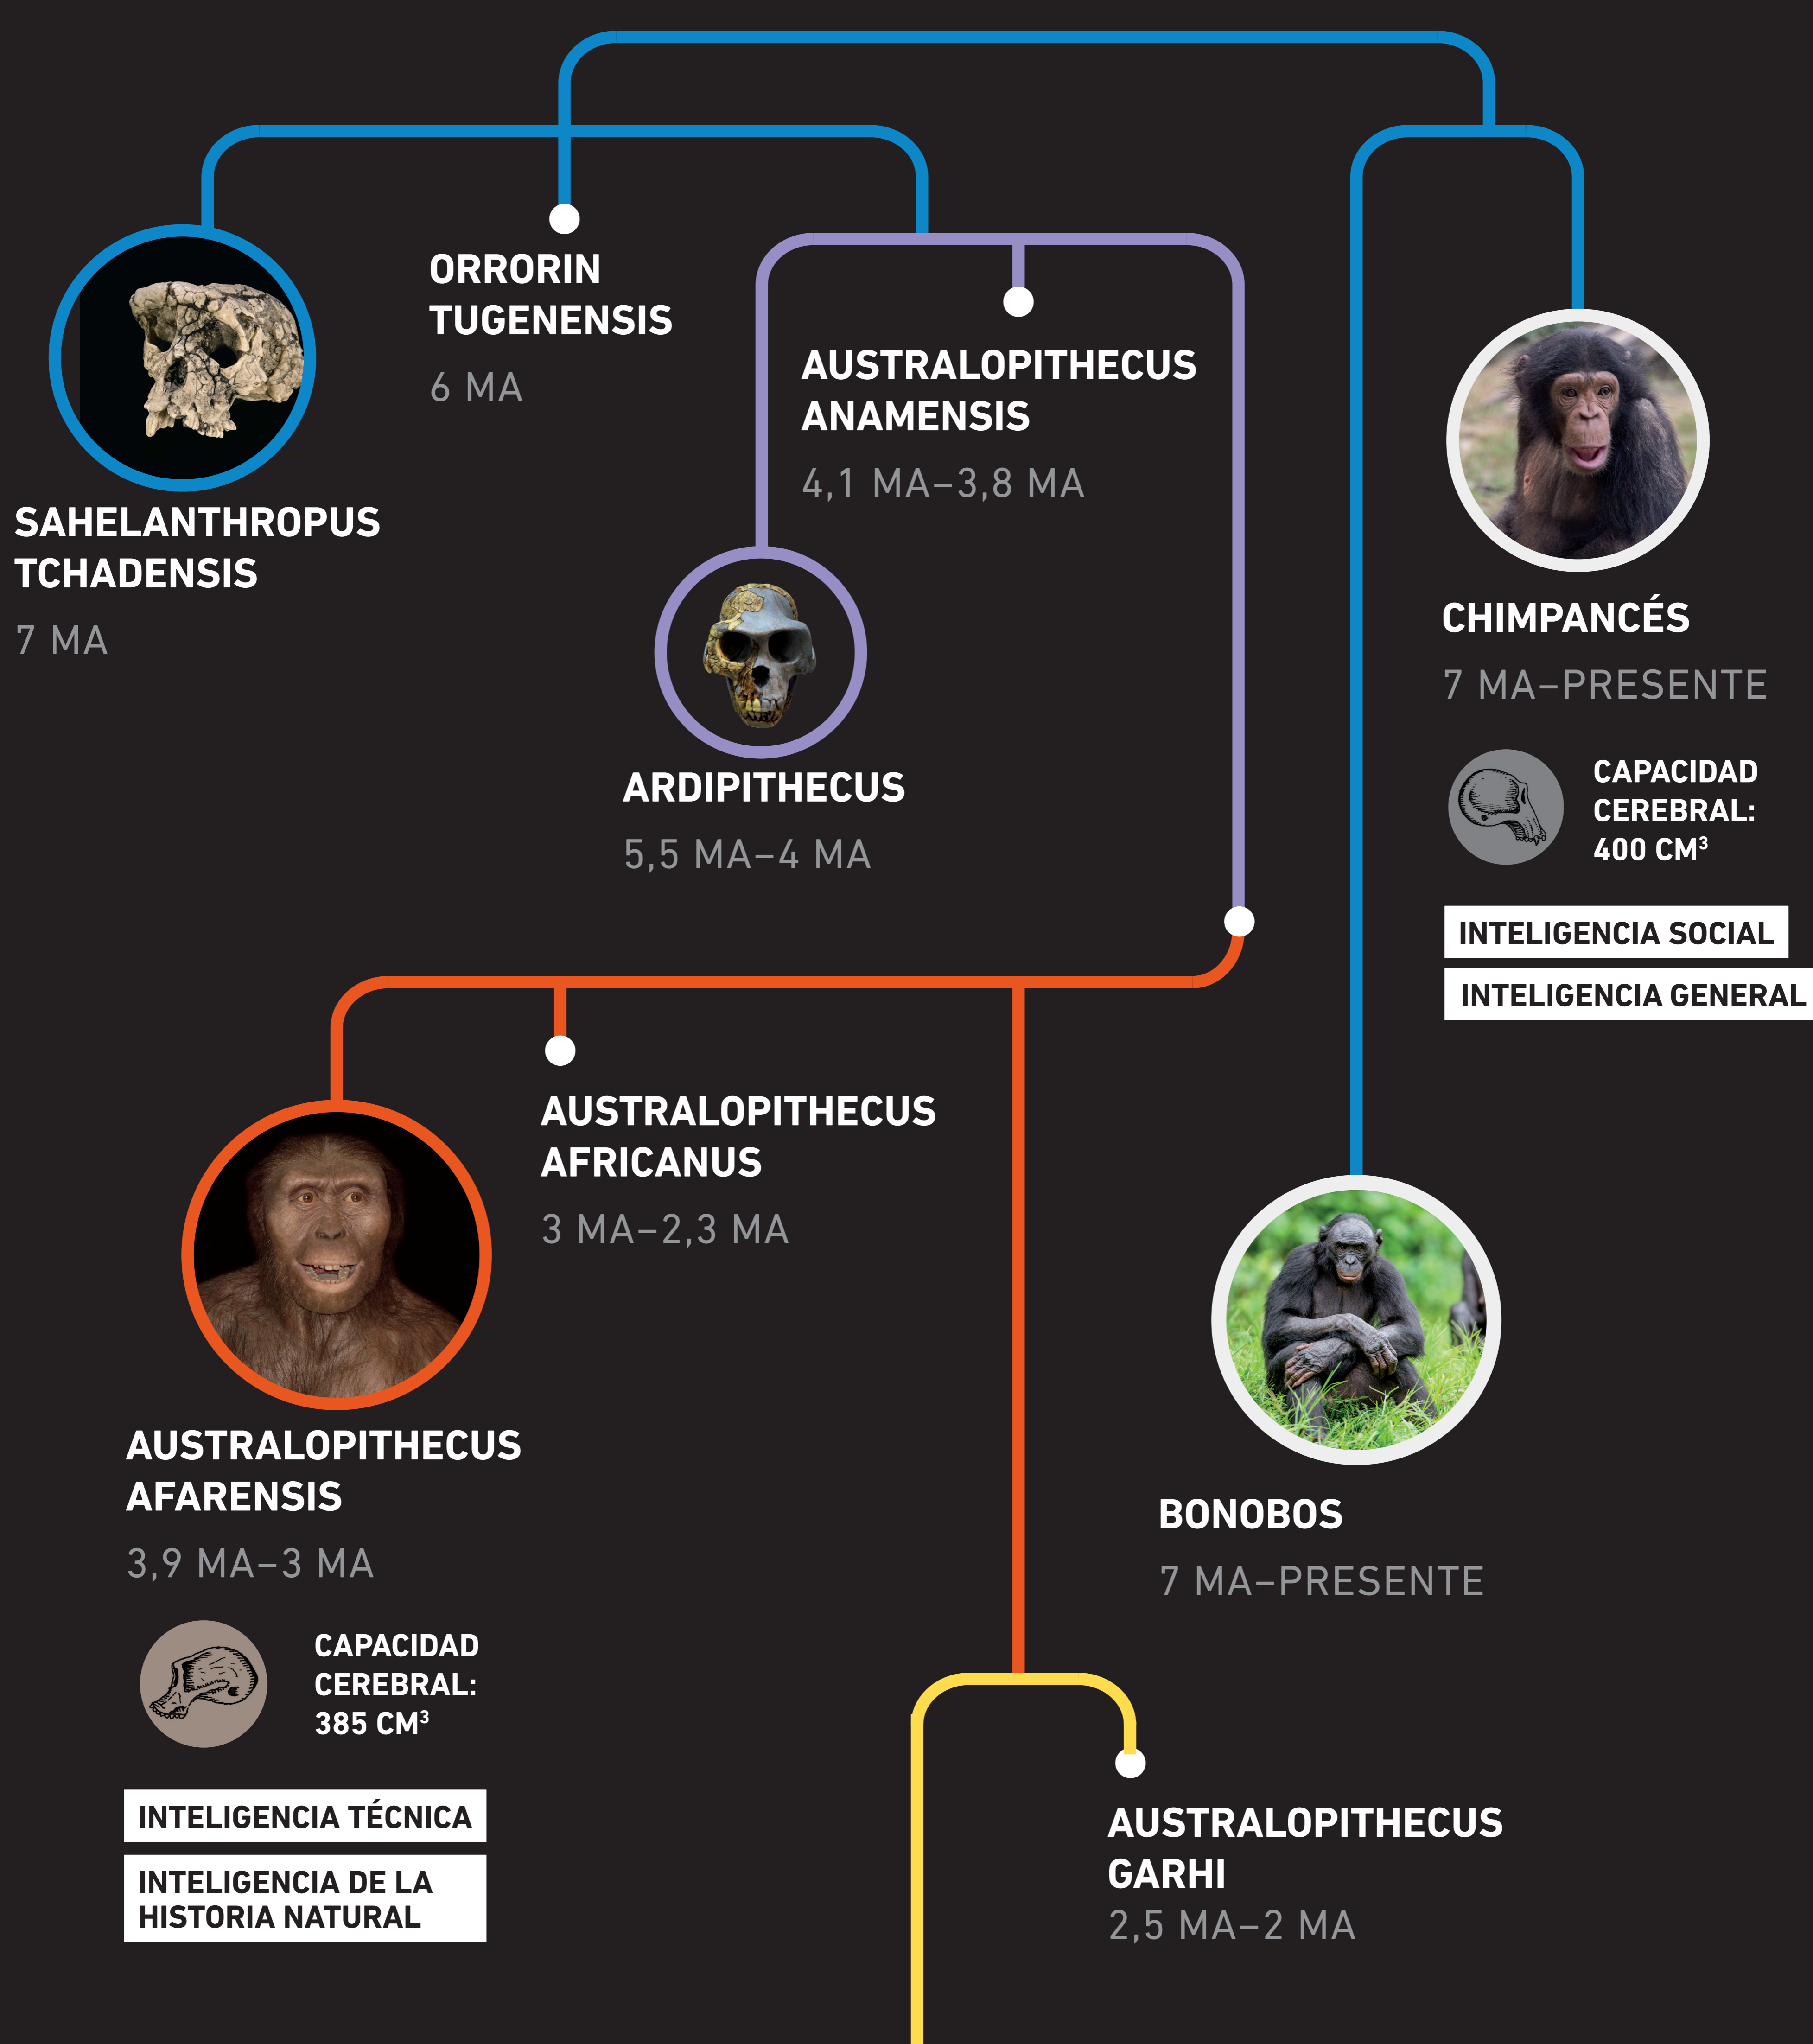 ORRORIN
TUGENENSIS
6 MA
AUSTRALOPITHECUS
ANAMENSIS
4,1 MA–3,8 MA
SAHELANTHROPUS
TCHADENSIS
7 MA
CHIMPANCÉS
7 MA–PRESENTE
CAPACIDAD
CEREBRAL:
400 CM³
INTELIGENCIA SOCIAL
INTELIGENCIA GENERAL
ARDIPITHECUS
5,5 MA–4 MA
AUSTRALOPITHECUS
AFRICANUS
3 MA–2,3 MA
AUSTRALOPITHECUS
AFARENSIS
3,9 MA–3 MA
CAPACIDAD
CEREBRAL:
385 CM³
INTELIGENCIA TÉCNICA
INTELIGENCIA DE LA
HISTORIA NATURAL
BONOBOS
7 MA–PRESENTE
AUSTRALOPITHECUS
GARHI
2,5 MA–2 MA